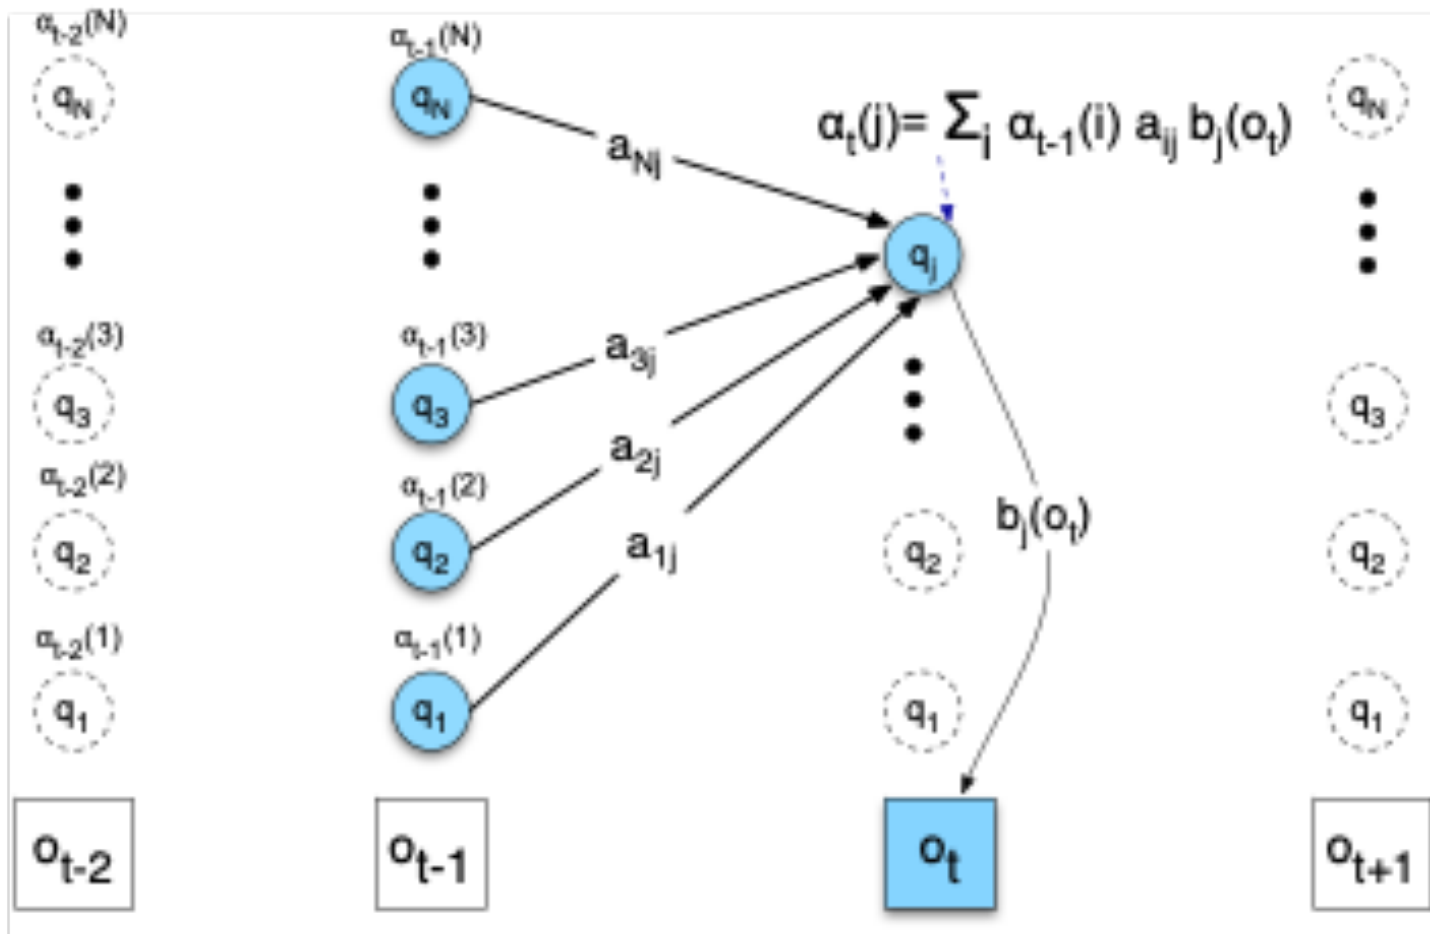 αt-2(N) αt-1(N)
qN qN αt(j)= Σi αt-1(i) aij bj(ot) qN
aNj
qj
αt-2(3) αt-1(3) a3j
q3 q3 q3
a2j
αt-2(2) αt-1(2)
bj(ot)
q2 q2 a1j q2 q2
αt-2(1) αt-1(1)
q1 q1 q1 q1
ot-2 ot-1 ot ot+1